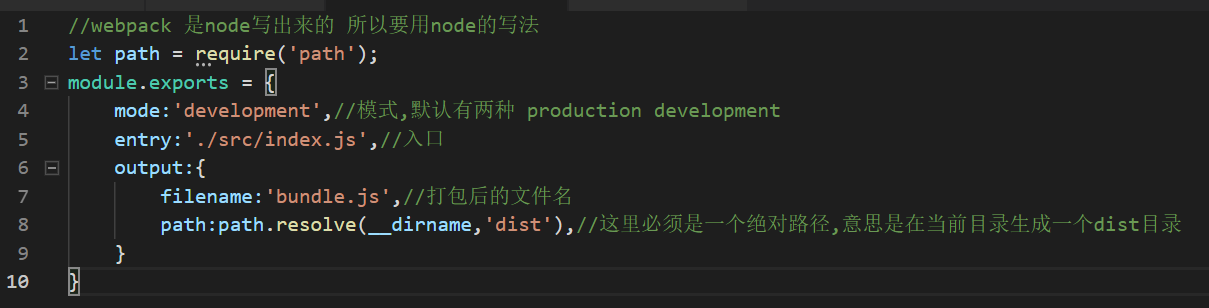 1 //webpack 是node写出来的 所以要用node的写法
2 let path = require('path');
3 module.exports = {
4 mode:'development',//模式,默认有两种 production development
5 entry:'./src/index.js',//入口
6 output:{
7 filename:'bundle.js',//打包后的文件名
8 path:path.resolve(__dirname,'dist'),//这里必须是一个绝对路径,意思是在当前目录生成一个dist目录
9 }
10 }